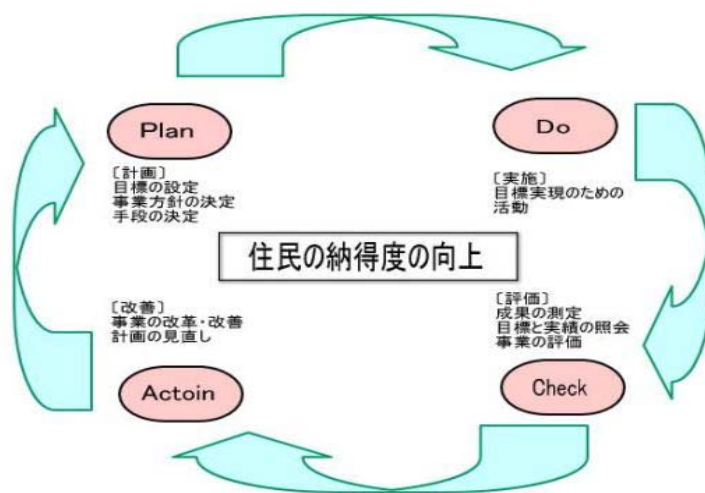 Plan
〔計画〕
目標の設定
事業方針の決定
手段の決定
Do
〔実施〕
目標実現のための
活動
住民の納得度の向上
〔改善〕
事業の改革・改善
計画の見直し
Actoin
〔評価〕
成果の測定
目標と実績の照会
事業の評価
Check